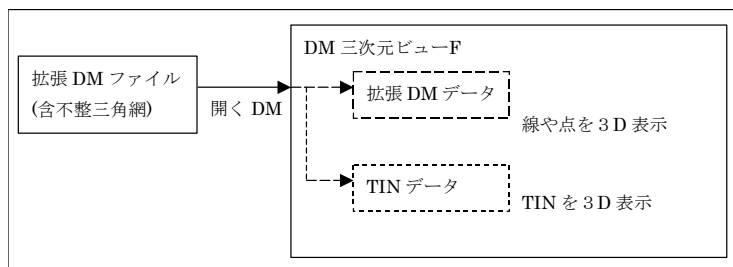 DM 三次元ビューF
拡張 DM ファイル
(含不整三角網)
開く DM
拡張 DM データ
線や点を３D 表示
TIN データ
TIN を３D 表示